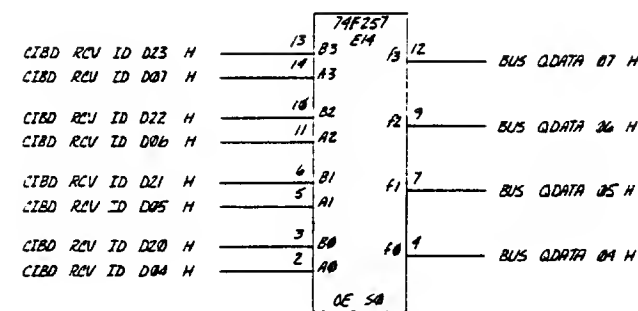 74F257
E14
CIBD RCV ID D23 H 13 B3
CIBD RCV ID D07 H 14 A3
f3 12 BUS QDATA 07 H
CIBD RCV ID D22 H 10 B2
CIBD RCV ID D06 H 11 A2
f2 9 BUS QDATA 06 H
CIBD RCV ID D21 H 6 B1
CIBD RCV ID D05 H 5 A1
f1 7 BUS QDATA 05 H
CIBD RCV ID D20 H 3 B0
CIBD RCV ID D04 H 2 A0
f0 4 BUS QDATA 04 H
OE S0